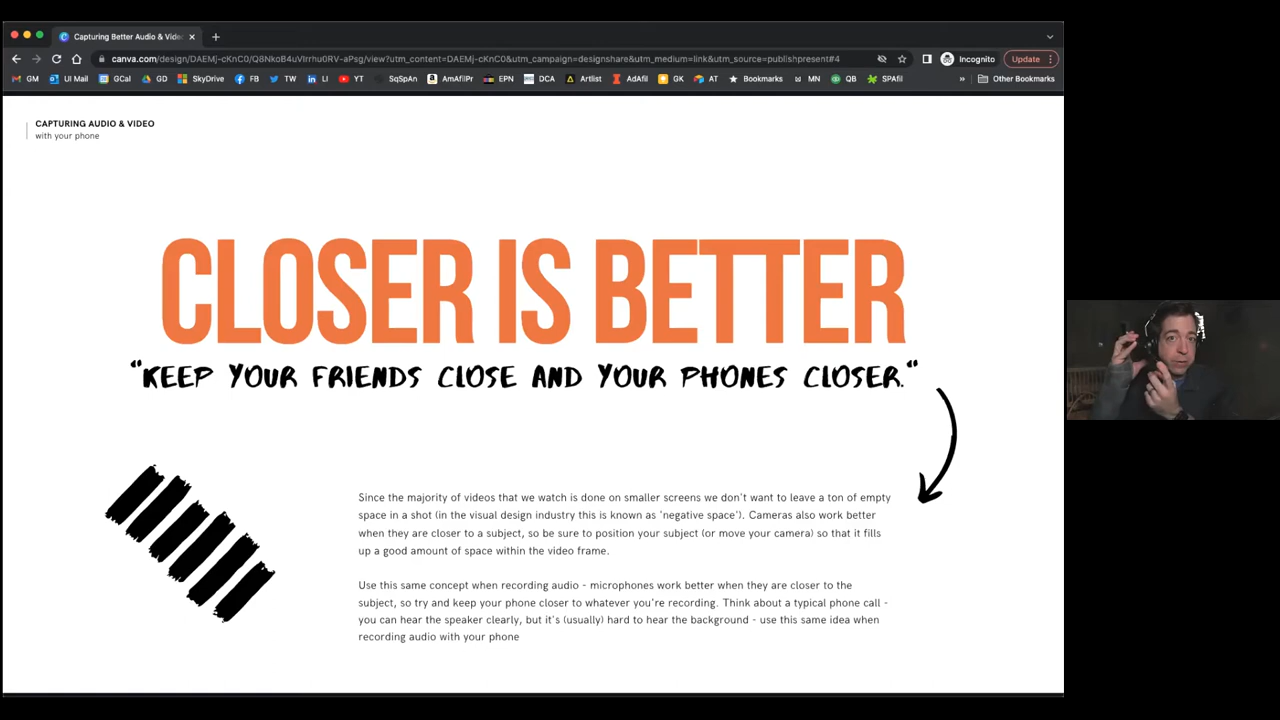 Capturing Better Audio & Vide
canva.com/design/DAEMj-cKnC0/Q8NkoB4uVIrrhu0RV-aPsg/view?utm_content=DAEMj-cKnC0&utm_campaign=designshare&utm_medium=link&utm_source=publishpresent#4
Incognito
Update
GM UI Mail GCal GD SkyDrive FB TW LI YT SqSpAn AmAfilPr EPN DCA Artlist AdAfil GK AT Bookmarks MN QB SPAfil » Other Bookmarks
CAPTURING AUDIO & VIDEO
with your phone
CLOSER IS BETTER
"KEEP YOUR FRIENDS CLOSE AND YOUR PHONES CLOSER."
Since the majority of videos that we watch is done on smaller screens we don't want to leave a ton of empty
space in a shot (in the visual design industry this is known as 'negative space'). Cameras also work better
when they are closer to a subject, so be sure to position your subject (or move your camera) so that it fills
up a good amount of space within the video frame.
Use this same concept when recording audio - microphones work better when they are closer to the
subject, so try and keep your phone closer to whatever you're recording. Think about a typical phone call -
you can hear the speaker clearly, but it's (usually) hard to hear the background - use this same idea when
recording audio with your phone